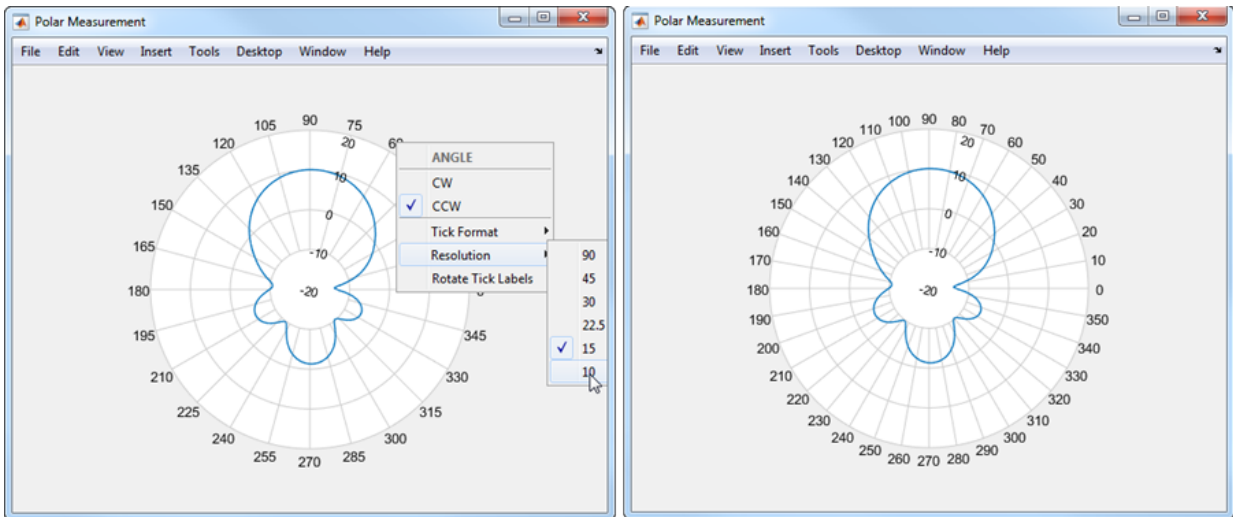 Polar Measurement
File Edit View Insert Tools Desktop Window Help
90
105 75
120 20 60
135
150
165
180
195
210
225
240
255
270
285
300
315
330
345
10
0
-10
-20
ANGLE
CW
✓ CCW
Tick Format
Resolution
Rotate Tick Labels
90
45
30
22.5
✓ 15
10
Polar Measurement
File Edit View Insert Tools Desktop Window Help
100 90 80
110 70
120 20 60
130 50
140 10 40
150 30
160 0 20
170 -10 10
180 -20 0
190 350
200 340
210 330
220 320
230 310
240 300
250 260 270 280 290